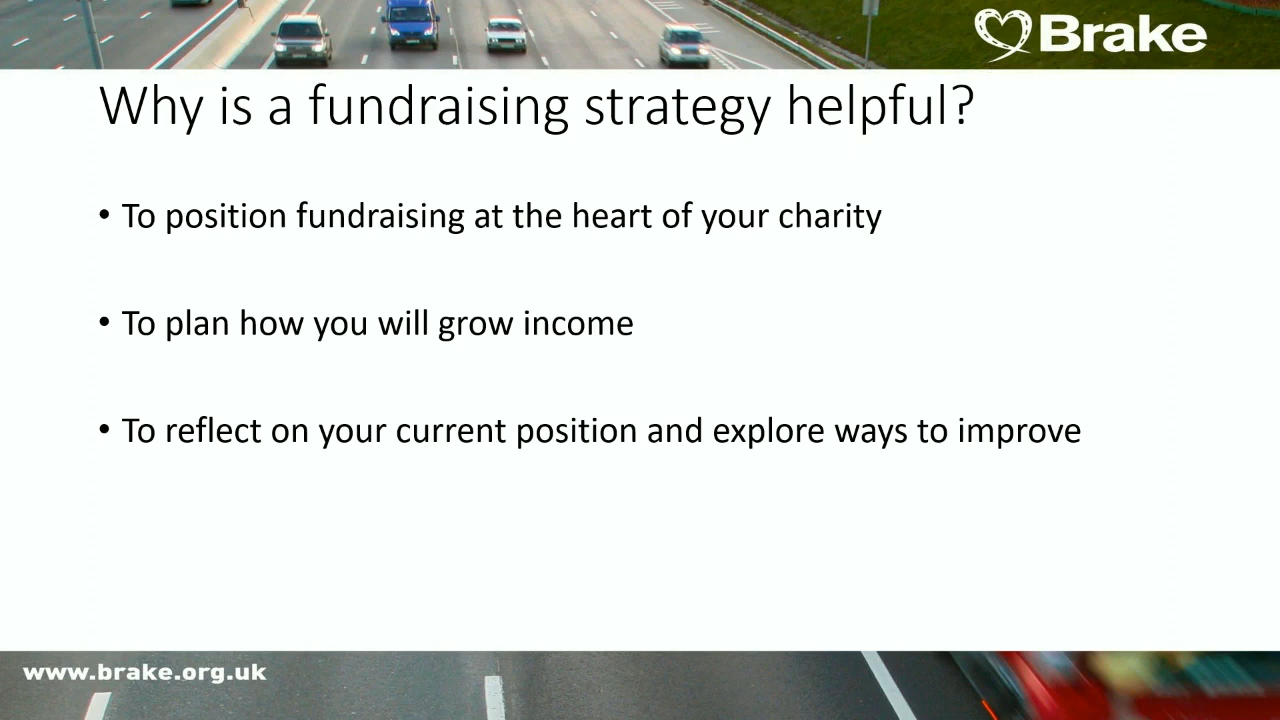 Brake
Why is a fundraising strategy helpful?
• To position fundraising at the heart of your charity
• To plan how you will grow income
• To reflect on your current position and explore ways to improve
www.brake.org.uk